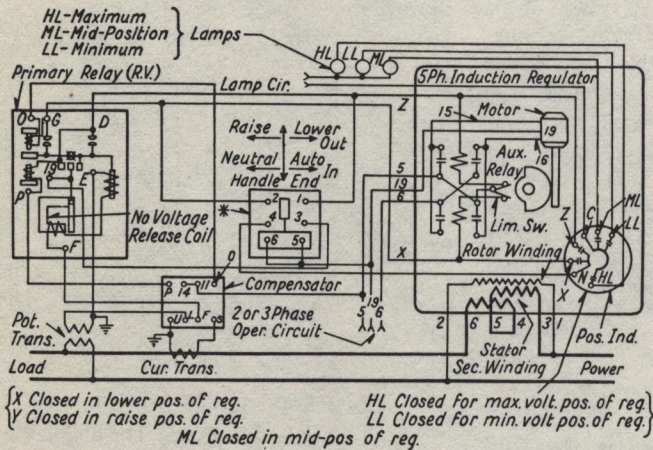 HL-Maximum
ML-Mid-Position
LL-Minimum
Lamps
HL LL ML
Primary Relay (R.V.)
Lamp Cir.
5Ph. Induction Regulator
O G D
Z
15 Motor
19
16
Raise Lower
Out
Neutral Auto
In
Handle End
Aux.
Relay
Lim. Sw.
5
19
6
19 E
P
F
No Voltage
Release Coil
*
2 1
4 3
6 5
X
Rotor Winding
Z C ML LL
X N HL
O
P 14 11
F S
Compensator
2 or 3 Phase
Oper. Circuit
5 19 6
Pot.
Trans.
2 6 5 4 3 1
Pos. Ind.
Stator
Sec. Winding
Load Cur. Trans. Power
X Closed in lower pos. of reg.
Y Closed in raise pos. of reg.
HL Closed for max. volt. pos. of reg.
LL Closed for min. volt pos. of reg.
ML Closed in mid-pos of reg.